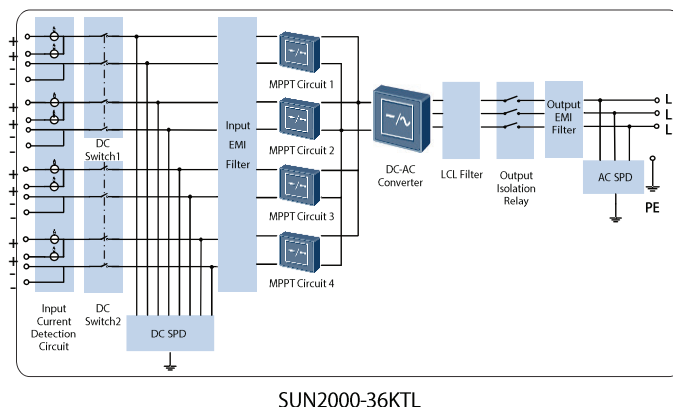 +
+
-
-
+
+
-
-
+
+
-
-
+
+
-
-
DC
Switch1
Input
Current
Detection
Circuit
DC
Switch2
DC SPD
Input
EMI
Filter
MPPT Circuit 1
MPPT Circuit 2
MPPT Circuit 3
MPPT Circuit 4
DC-AC
Converter
LCL Filter
Output
Isolation
Relay
Output
EMI
Filter
L
L
L
AC SPD
PE
SUN2000-36KTL